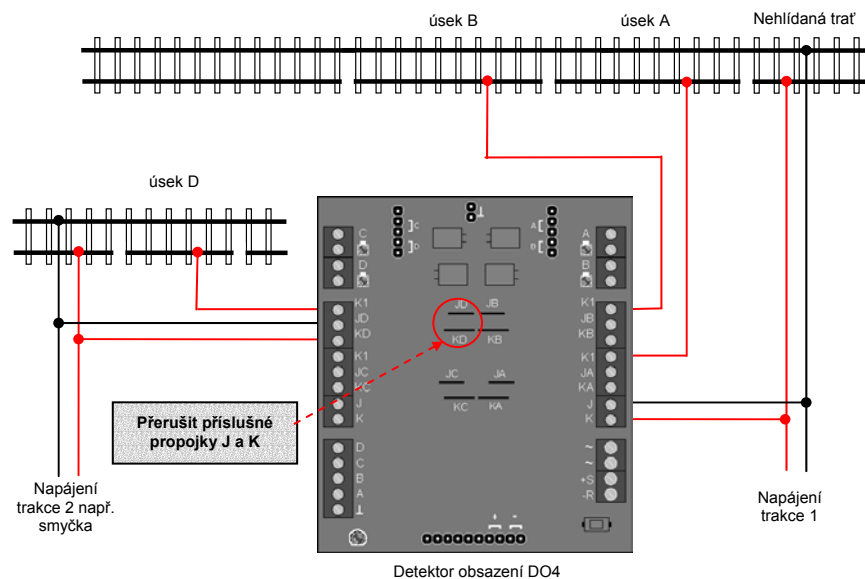 úsek B
úsek A
Nehlídaná trať
úsek D
C
D
C
D
⊥
A
B
A
B
K1
JD
KD
K1
JC
KC
J
K
JD
JB
KD
KB
JC
JA
KC
KA
K1
JB
KB
K1
JA
KA
J
K
Přerušit příslušné
propojky J a K
D
C
B
A
⊥
~
~
+S
-R
+ –
Napájení
trakce 2 např.
smyčka
Napájení
trakce 1
Detektor obsazení DO4